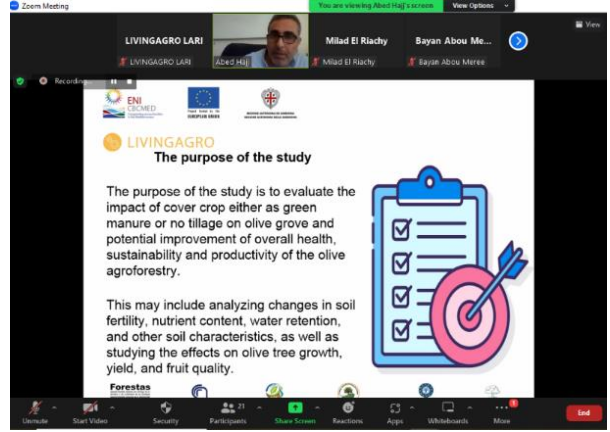 Zoom Meeting
You are viewing Abed Hajj's screen View Options
View
LIVINGAGRO LARI
Milad El Riachy
Bayan Abou Me...
LIVINGAGRO LARI
Abed Hajj
Milad El Riachy
Bayan Abou Meree
Recording...
ENI
CBCMED
LIVINGAGRO
The purpose of the study
The purpose of the study is to evaluate the
impact of cover crop either as green
manure or no tillage on olive grove and
potential improvement of overall health,
sustainability and productivity of the olive
agroforestry.
This may include analyzing changes in soil
fertility, nutrient content, water retention,
and other soil characteristics, as well as
studying the effects on olive tree growth,
yield, and fruit quality.
Forestas
21
Unmute Start Video Security Participants Share Screen Reactions Apps Whiteboards More End